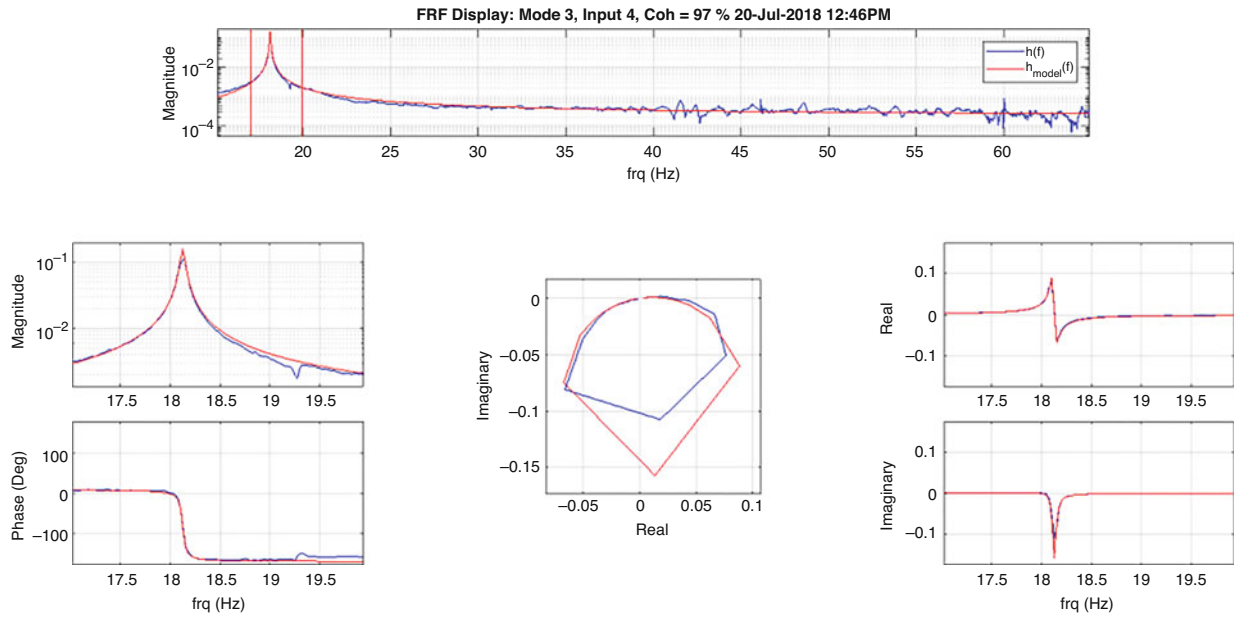 FRF Display: Mode 3, Input 4, Coh = 97 % 20-Jul-2018 12:46PM
Magnitude
10⁻²
10⁻⁴
h(f)
h_model(f)
20 25 30 35 40 45 50 55 60
frq (Hz)
Magnitude
10⁻¹
10⁻²
17.5 18 18.5 19 19.5
Phase (Deg)
100
0
−100
17.5 18 18.5 19 19.5
frq (Hz)
Imaginary
0
−0.05
−0.1
−0.15
−0.05 0 0.05 0.1
Real
Real
0.1
0
−0.1
17.5 18 18.5 19 19.5
Imaginary
0.1
0
−0.1
17.5 18 18.5 19 19.5
frq (Hz)